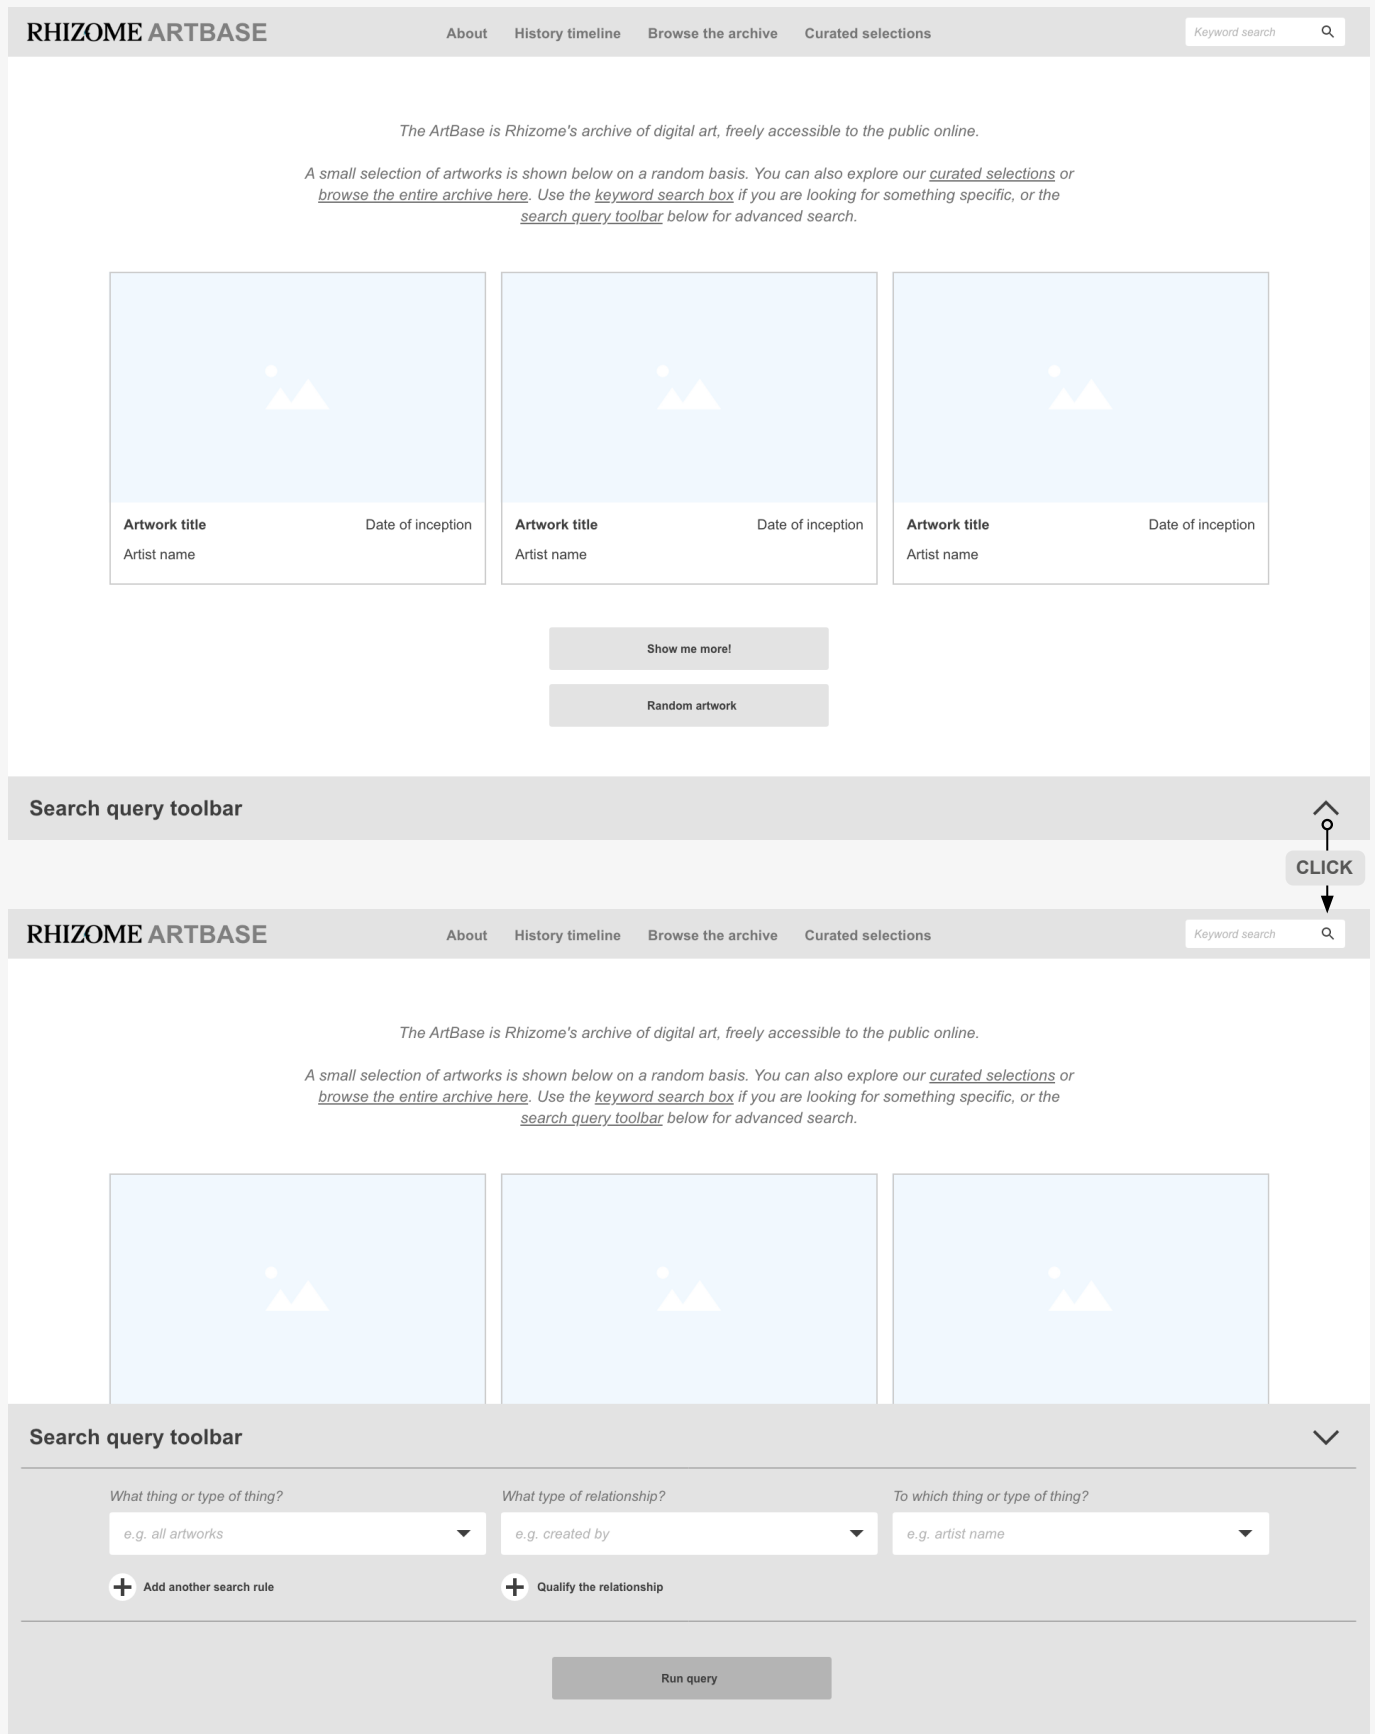 RHIZOME ARTBASE
About History timeline Browse the archive Curated selections
Keyword search
The ArtBase is Rhizome's archive of digital art, freely accessible to the public online.
A small selection of artworks is shown below on a random basis. You can also explore our curated selections or
browse the entire archive here. Use the keyword search box if you are looking for something specific, or the
search query toolbar below for advanced search.
Artwork title Date of inception
Artist name
Artwork title Date of inception
Artist name
Artwork title Date of inception
Artist name
Show me more!
Random artwork
Search query toolbar
CLICK
RHIZOME ARTBASE
About History timeline Browse the archive Curated selections
Keyword search
The ArtBase is Rhizome's archive of digital art, freely accessible to the public online.
A small selection of artworks is shown below on a random basis. You can also explore our curated selections or
browse the entire archive here. Use the keyword search box if you are looking for something specific, or the
search query toolbar below for advanced search.
Search query toolbar
What thing or type of thing?
e.g. all artworks
Add another search rule
What type of relationship?
e.g. created by
Qualify the relationship
To which thing or type of thing?
e.g. artist name
Run query